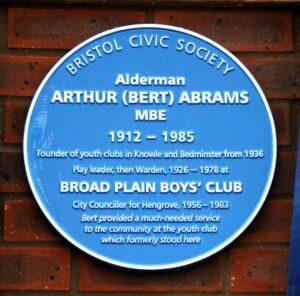 BRISTOL CIVIC SOCIETY
Alderman
ARTHUR (BERT) ABRAMS
MBE
1912 – 1985
Founder of youth clubs in Knowle and Bedminster from 1936
Play leader, then Warden, 1926 – 1978 at
BROAD PLAIN BOYS' CLUB
City Councillor for Hengrove, 1956 – 1983
Bert provided a much-needed service
to the community at the youth club
which formerly stood here